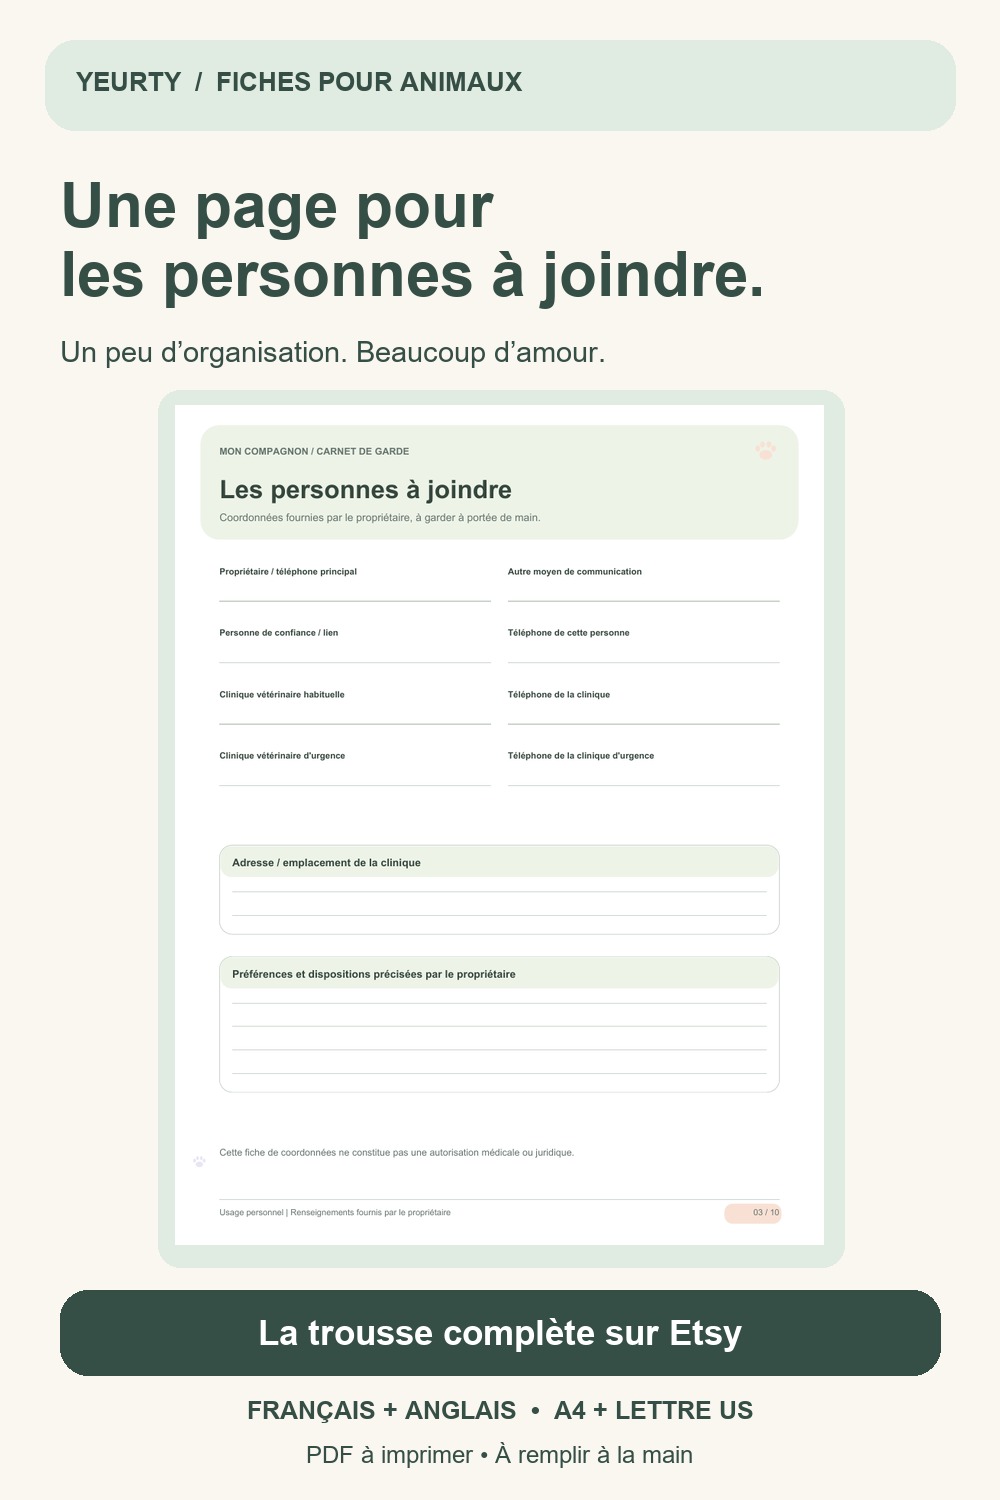 YEURTY / FICHES POUR ANIMAUX
Une page pour
les personnes à joindre.
Un peu d’organisation. Beaucoup d’amour.
MON COMPAGNON / CARNET DE GARDE
Les personnes à joindre
Coordonnées fournies par le propriétaire, à garder à portée de main.
Propriétaire / téléphone principal
Autre moyen de communication
Personne de confiance / lien
Téléphone de cette personne
Clinique vétérinaire habituelle
Téléphone de la clinique
Clinique vétérinaire d'urgence
Téléphone de la clinique d'urgence
Adresse / emplacement de la clinique
Préférences et dispositions précisées par le propriétaire
Cette fiche de coordonnées ne constitue pas une autorisation médicale ou juridique.
Usage personnel | Renseignements fournis par le propriétaire
03 / 10
La trousse complète sur Etsy
FRANÇAIS + ANGLAIS • A4 + LETTRE US
PDF à imprimer • À remplir à la main